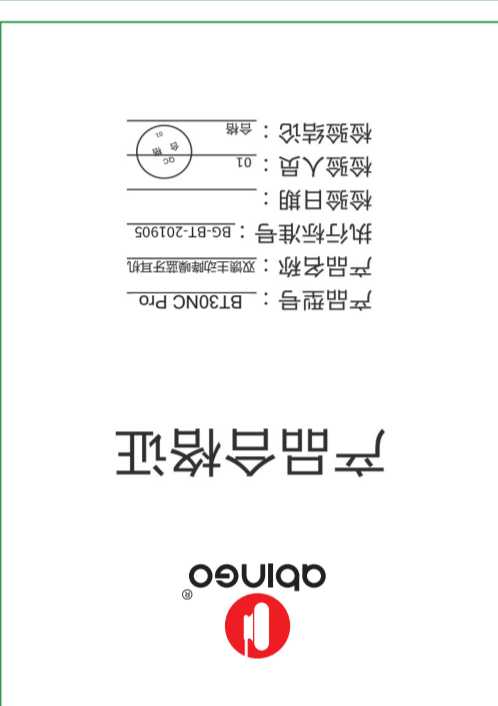 abingo®
产品合格证
产品型号：BT30NC Pro
产品名称：双馈主动降噪蓝牙耳机
执行标准号：BG-BT-201905
检验日期：
检验人员：01
检验结论：合格
QC
合格
01